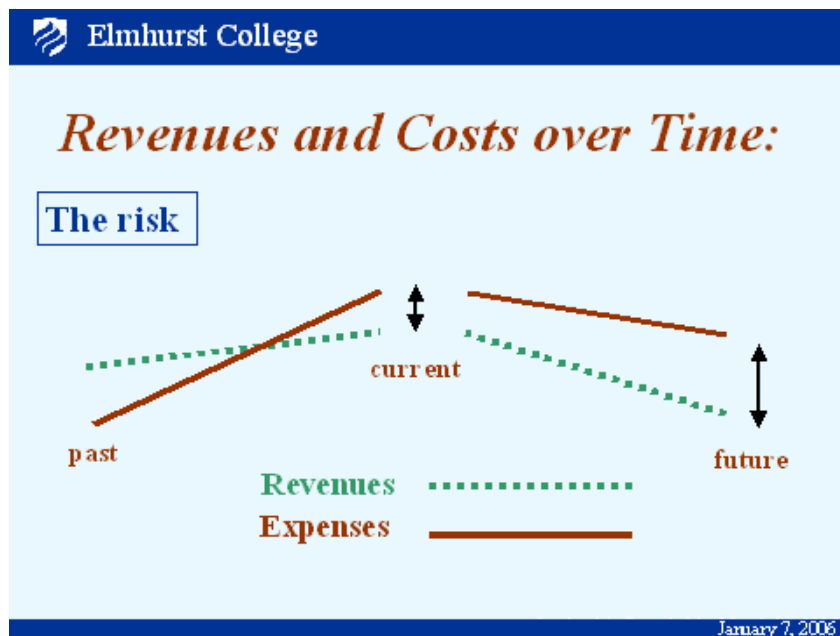 Elmhurst College
Revenues and Costs over Time:
The risk
current
past
future
Revenues
Expenses
January 7, 2006